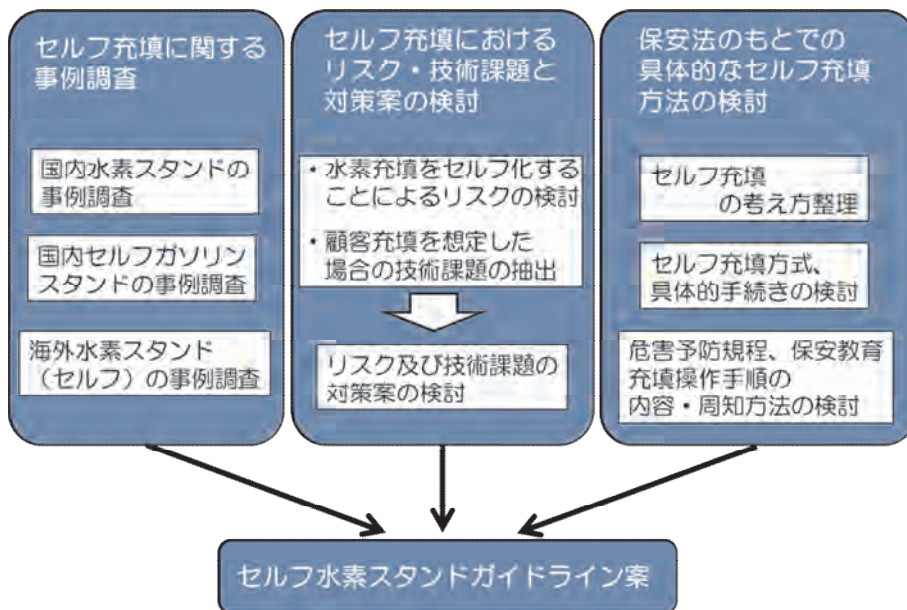 セルフ充填に関する
事例調査
国内水素スタンドの
事例調査
国内セルフガソリン
スタンドの事例調査
海外水素スタンド
（セルフ）の事例調査
セルフ充填における
リスク・技術課題と
対策案の検討
・水素充填をセルフ化する
ことによるリスクの検討
・顧客充填を想定した
場合の技術課題の抽出
リスク及び技術課題の
対策案の検討
保安法のもとでの
具体的なセルフ充填
方法の検討
セルフ充填
の考え方整理
セルフ充填方式、
具体的手続きの検討
危害予防規程、保安教育
充填操作手順の
内容・周知方法の検討
セルフ水素スタンドガイドライン案